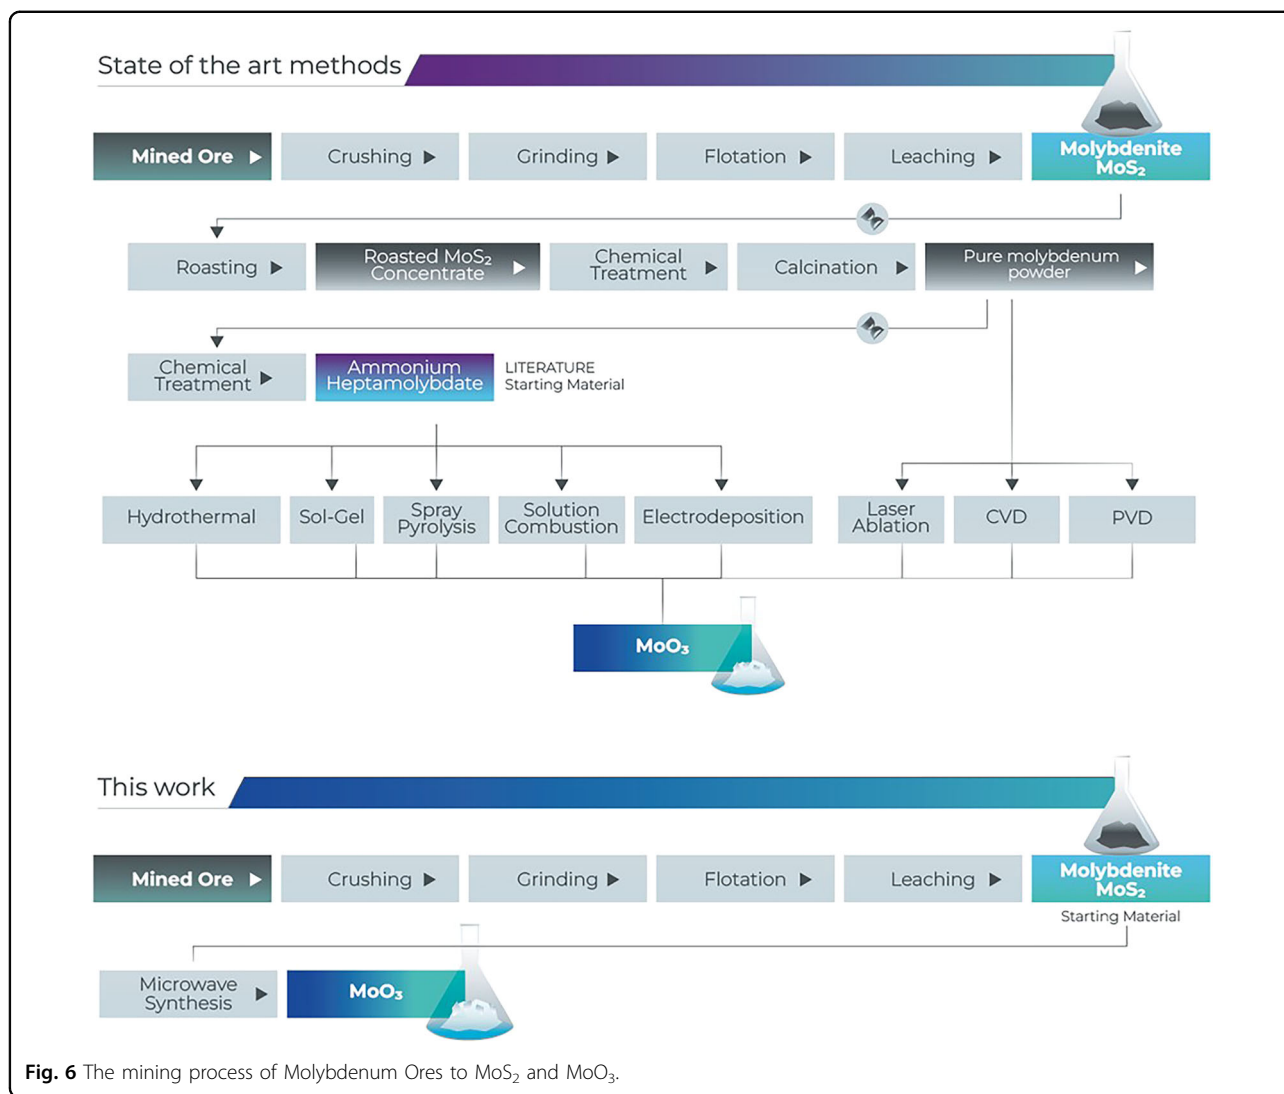 State of the art methods
Mined Ore
Crushing
Grinding
Flotation
Leaching
Molybdenite
MoS₂
Roasting
Roasted MoS₂
Concentrate
Chemical
Treatment
Calcination
Pure molybdenum
powder
Chemical
Treatment
Ammonium
Heptamolybdate
LITERATURE
Starting Material
Hydrothermal
Sol-Gel
Spray
Pyrolysis
Solution
Combustion
Electrodeposition
Laser
Ablation
CVD
PVD
MoO₃
This work
Mined Ore
Crushing
Grinding
Flotation
Leaching
Molybdenite
MoS₂
Starting Material
Microwave
Synthesis
MoO₃
Fig. 6 The mining process of Molybdenum Ores to MoS₂ and MoO₃.